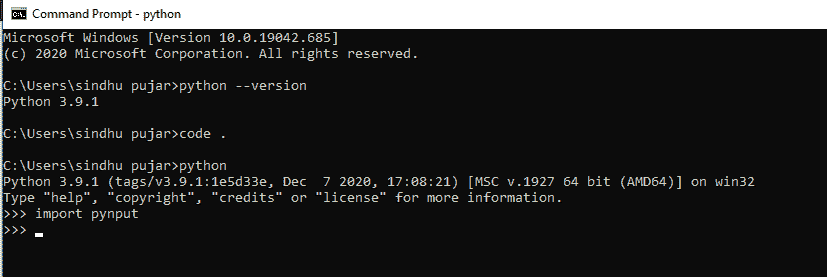 Command Prompt - python
Microsoft Windows [Version 10.0.19042.685]
(c) 2020 Microsoft Corporation. All rights reserved.
C:\Users\sindhu pujar>python --version
Python 3.9.1
C:\Users\sindhu pujar>code .
C:\Users\sindhu pujar>python
Python 3.9.1 (tags/v3.9.1:1e5d33e, Dec  7 2020, 17:08:21) [MSC v.1927 64 bit (AMD64)] on win32
Type "help", "copyright", "credits" or "license" for more information.
>>> import pynput
>>>